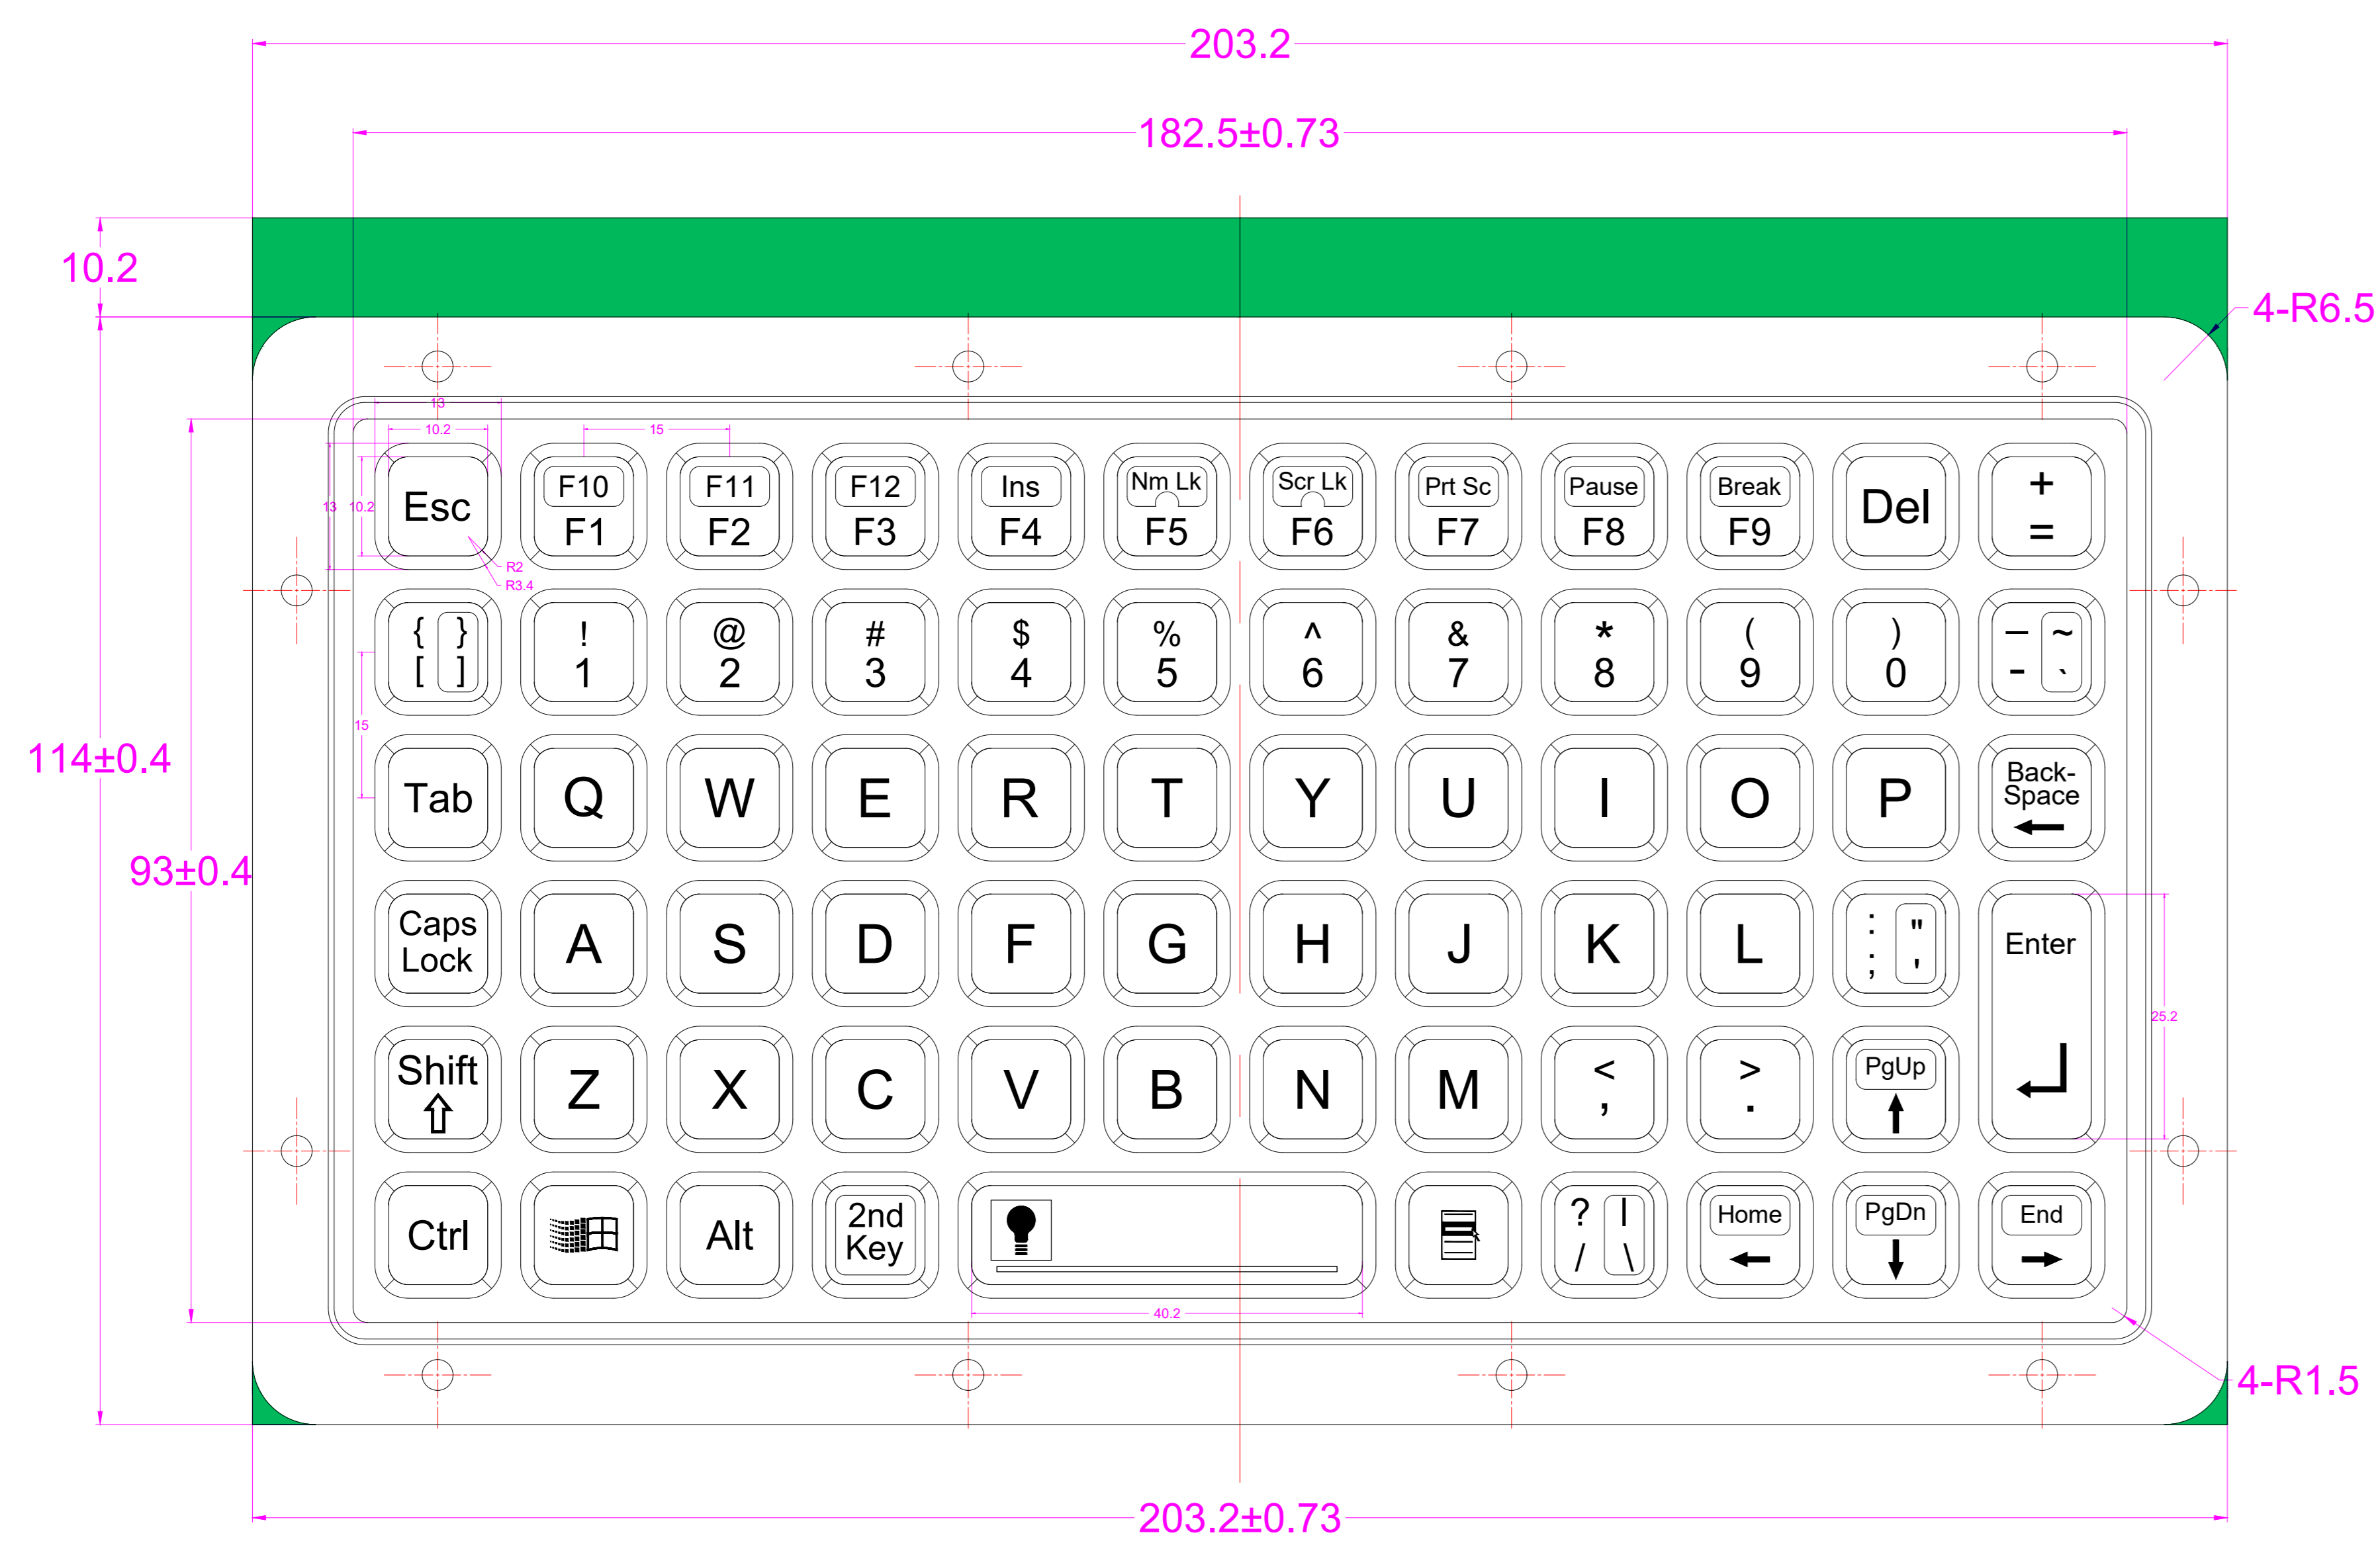 203.2
182.5±0.73
10.2
4-R6.5
13
10.2 15
Esc F10 F11 F12 Ins Nm Lk Scr Lk Prt Sc Pause Break Del +
13 10.2 F1 F2 F3 F4 F5 F6 F7 F8 F9 =
R2
R3.4
{ } ! @ # $ % ^ & * ( ) _ ~
[ ] 1 2 3 4 5 6 7 8 9 0 - `
15
114±0.4
Tab Q W E R T Y U I O P Back-
Space
93±0.4
Caps A S D F G H J K L : " Enter
Lock ; '
25.2
Shift Z X C V B N M < > PgUp
, .
Ctrl Alt 2nd ? | Home PgDn End
Key / \
40.2
4-R1.5
203.2±0.73